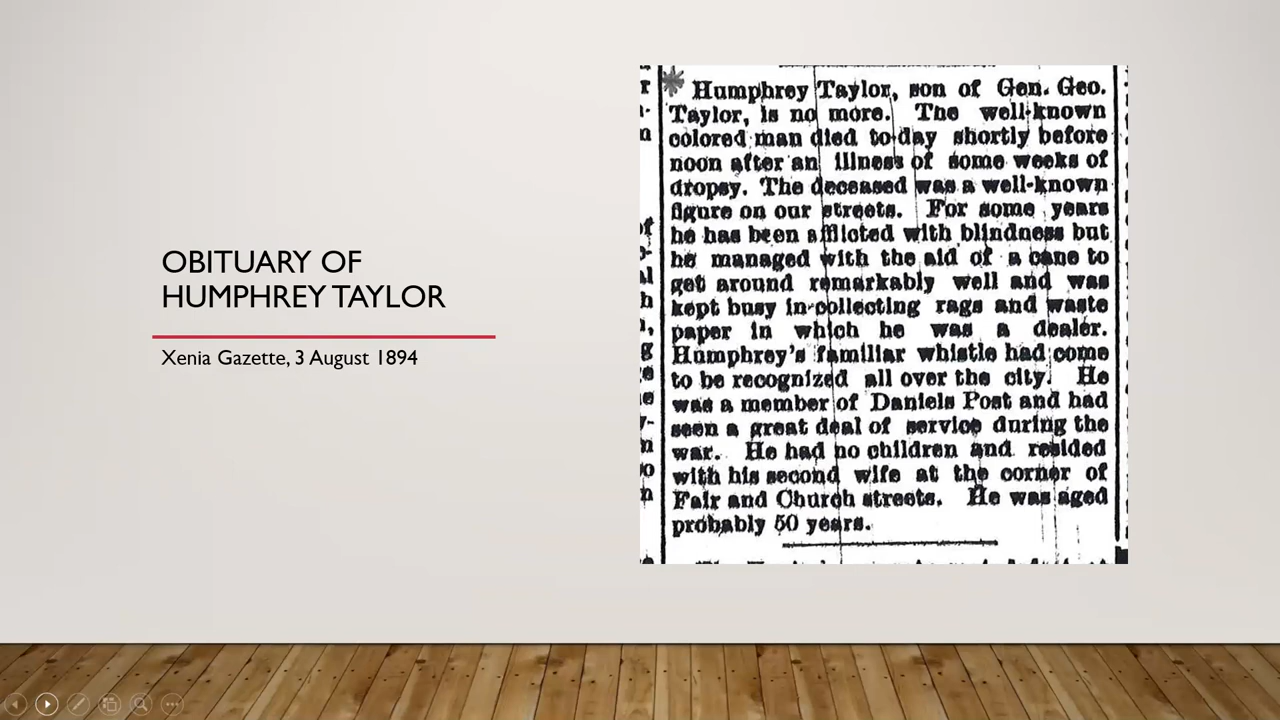 OBITUARY OF
HUMPHREY TAYLOR
Xenia Gazette, 3 August 1894
Humphrey Taylor, son of Gen. Geo.
Taylor, is no more. The well-known
colored man died to-day shortly before
noon after an illness of some weeks of
dropsy. The deceased was a well-known
figure on our streets. For some years
he has been afflicted with blindness but
he managed with the aid of a cane to
get around remarkably well and was
kept busy in collecting rags and waste
paper in which he was a dealer.
Humphrey's familiar whistle had come
to be recognized all over the city. He
was a member of Daniels Post and had
seen a great deal of service during the
war. He had no children and resided
with his second wife at the corner of
Fair and Church streets. He was aged
probably 50 years.